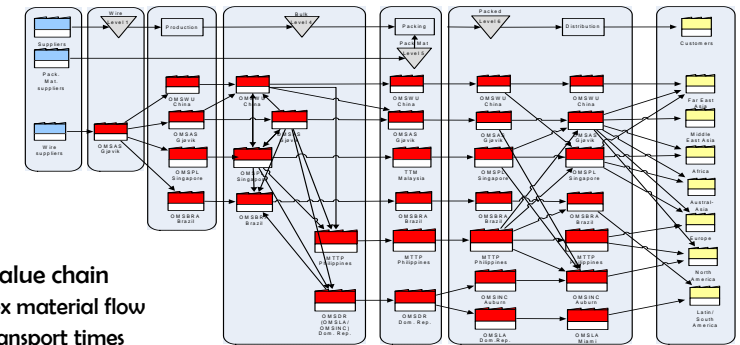 Wire
Level 1
Bulk
Level 4
Packed
Level 6
Production
Packing
Distribution
Suppliers
Pack Mat
Level 5
Customers
Pack.
Mat.
suppliers
OMSWU
China
OMSWU
China
OMSWU
China
OMSWU
China
Far East
Asia
Wire
suppliers
OMSAS
Gjøvik
OMSAS
Gjøvik
OMSAS
Gjøvik
OMSAS
Gjøvik
OMSAS
Gjøvik
Middle
East Asia
OMSPL
Singapore
OMSPL
Singapore
TTM
Malaysia
OMSPL
Singapore
OMSPL
Singapore
Africa
OMSBRA
Brazil
OMSBRA
Brazil
OMSBRA
Brazil
OMSBRA
Brazil
OMSBRA
Brazil
Austral-
Asia
Europe
MTTP
Philippines
MTTP
Philippines
MTTP
Philippines
MTTP
Philippines
North
America
OMSINC
Auburn
OMSINC
Auburn
OMSDR
(OMSLA/
OMSINC)
Dom. Rep.
OMSDR
Dom. Rep.
OMSLA
Dom.Rep.
OMSLA
Miami
Latin/
South
America
alue chain
ex material flow
ansport times